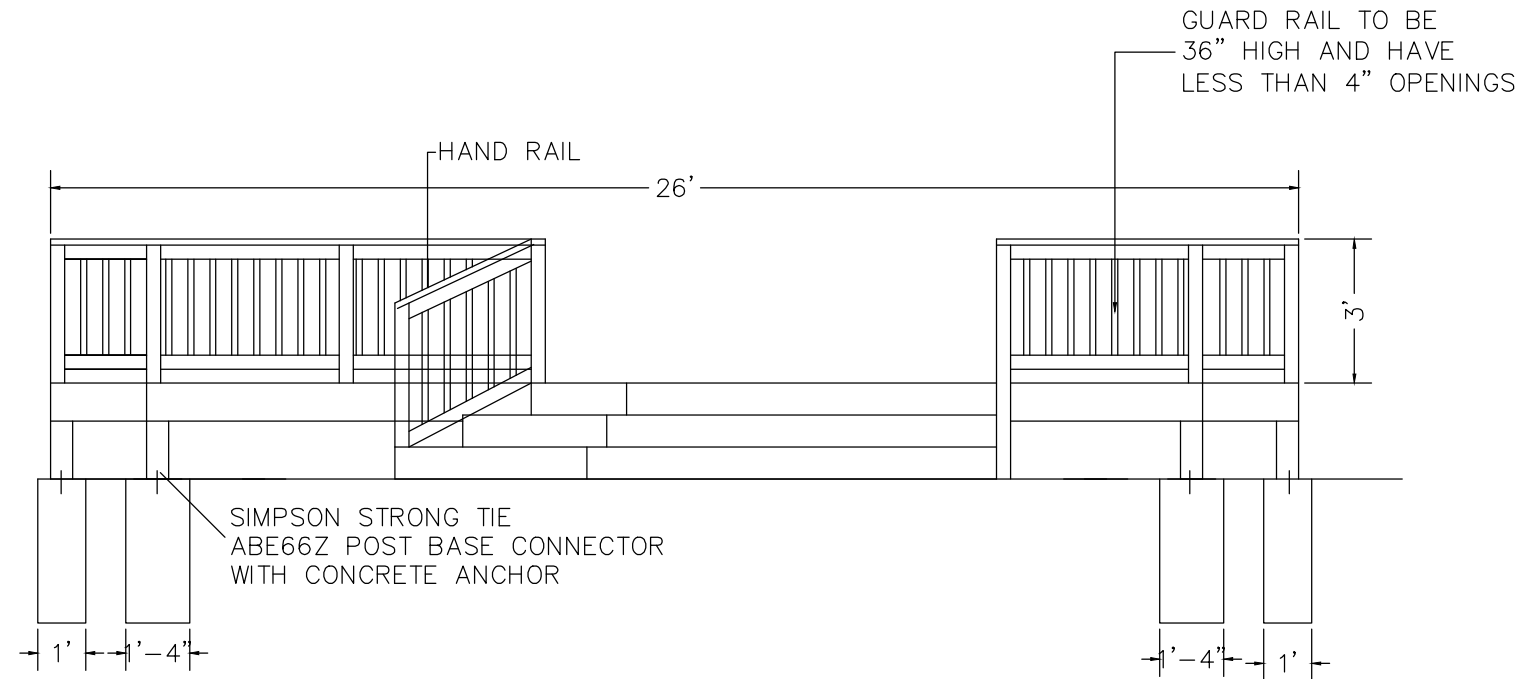 GUARD RAIL TO BE
36" HIGH AND HAVE
LESS THAN 4" OPENINGS
HAND RAIL
26'
3'
SIMPSON STRONG TIE
ABE66Z POST BASE CONNECTOR
WITH CONCRETE ANCHOR
1'
1'-4"
1'-4"
1'